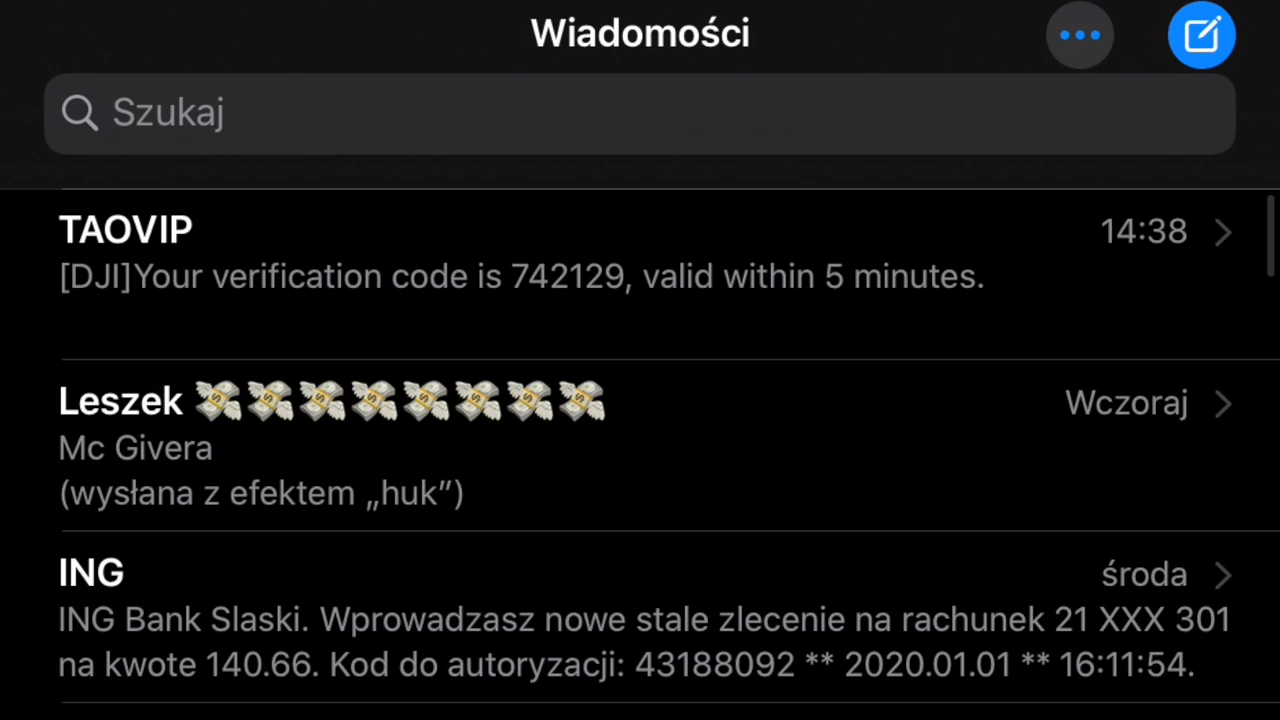 Wiadomości
Szukaj
TAOVIP 14:38
[DJI]Your verification code is 742129, valid within 5 minutes.
Leszek 💸💸💸💸💸💸💸💸 Wczoraj
Mc Givera
(wysłana z efektem „huk”)
ING środa
ING Bank Slaski. Wprowadzasz nowe stale zlecenie na rachunek 21 XXX 301
na kwote 140.66. Kod do autoryzacji: 43188092 ** 2020.01.01 ** 16:11:54.